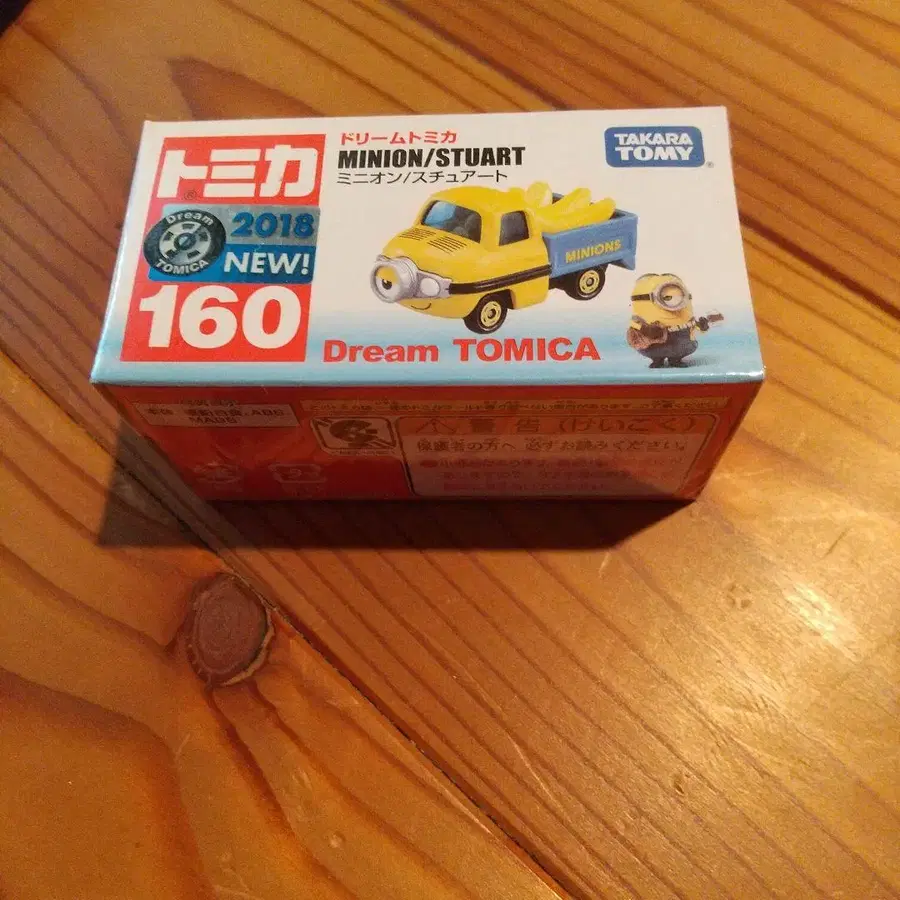 トミカ
®
Dream
TOMICA
2018
NEW!
160
ドリームトミカ
MINION/STUART
ミニオン/スチュアート
TAKARA
TOMY
MINIONS
Dream TOMICA
警告 (けいこく)
保護者の方へ 必ずお読みください。